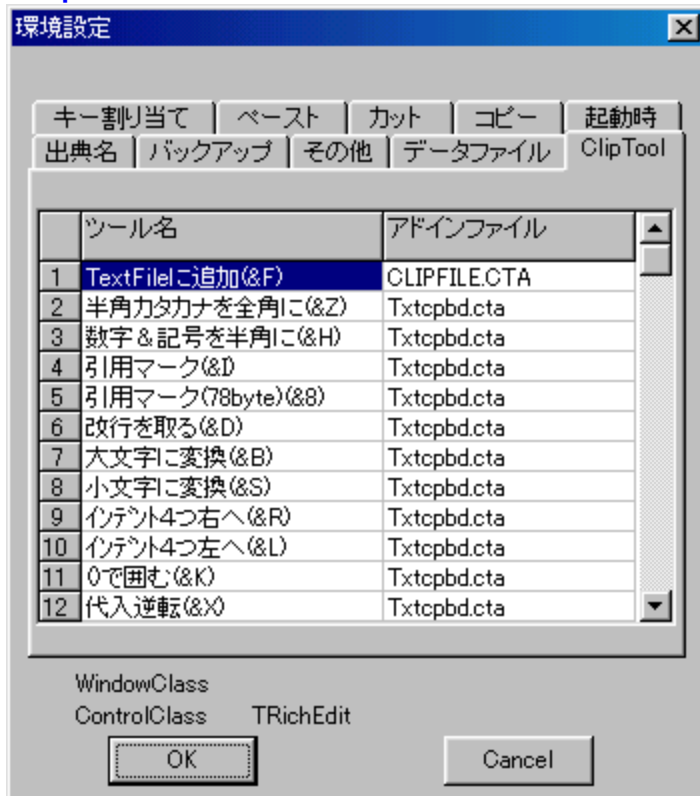 環境設定
キー割り当て ペースト カット コピー 起動時
出典名 バックアップ その他 データファイル ClipTool
ツール名 アドインファイル
1 TextFileに追加(&F) CLIPFILE.CTA
2 半角カタカナを全角に(&Z) Txtcpbd.cta
3 数字&記号を半角に(&H) Txtcpbd.cta
4 引用マーク(&I) Txtcpbd.cta
5 引用マーク(78byte)(&8) Txtcpbd.cta
6 改行を取る(&D) Txtcpbd.cta
7 大文字に変換(&B) Txtcpbd.cta
8 小文字に変換(&S) Txtcpbd.cta
9 インデント4つ右へ(&R) Txtcpbd.cta
10 インデント4つ左へ(&L) Txtcpbd.cta
11 ()で囲む(&K) Txtcpbd.cta
12 代入逆転(&X) Txtcpbd.cta
WindowClass
ControlClass TRichEdit
OK Cancel